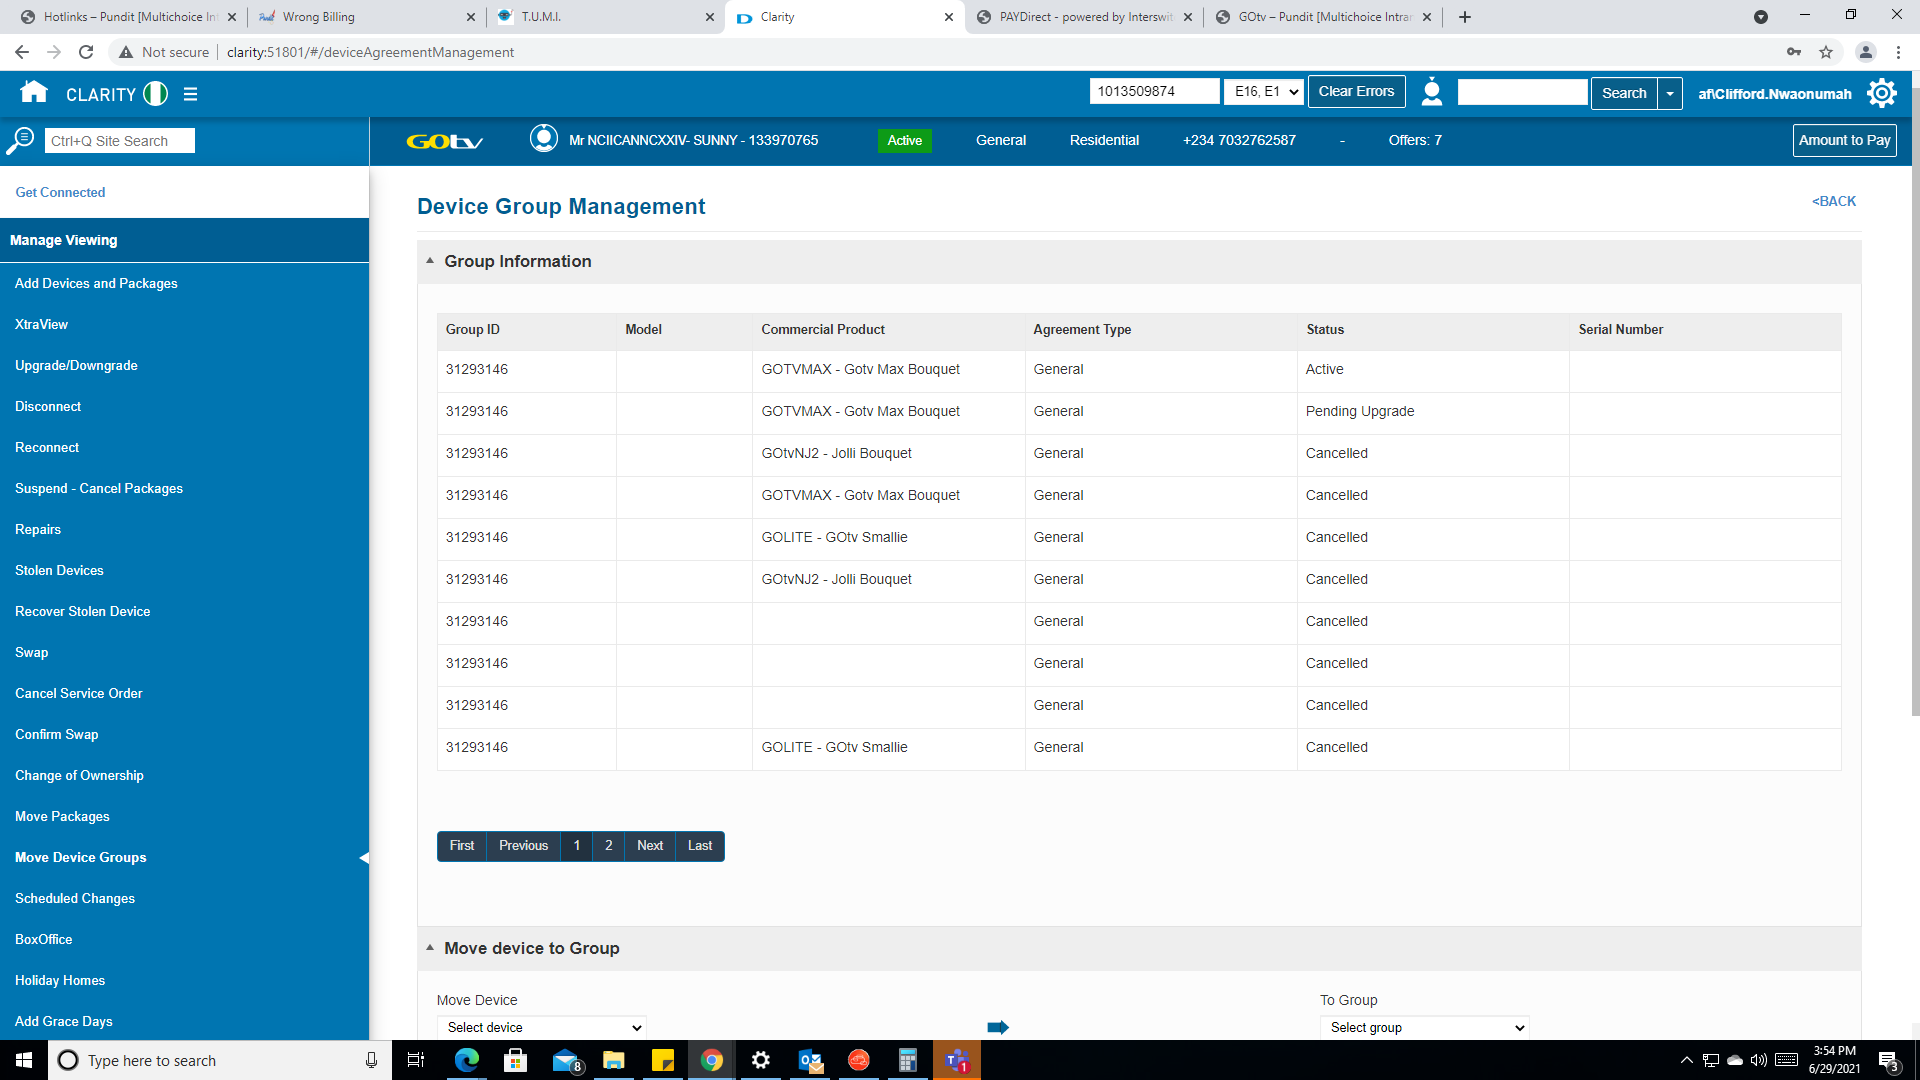 Hotlinks – Pundit [Multichoice Int
Wrong Billing
T.U.M.I.
Clarity
PAYDirect - powered by Interswit
GOtv – Pundit [Multichoice Intran
Not secure
clarity:51801/#/deviceAgreementManagement
CLARITY
1013509874
E16, E1
Clear Errors
Search
af\Clifford.Nwaonumah
Ctrl+Q Site Search
GOtv
Mr NCIICANNCXXIV- SUNNY - 133970765
Active
General
Residential
+234 7032762587
-
Offers: 7
Amount to Pay
Get Connected
Manage Viewing
Add Devices and Packages
XtraView
Upgrade/Downgrade
Disconnect
Reconnect
Suspend - Cancel Packages
Repairs
Stolen Devices
Recover Stolen Device
Swap
Cancel Service Order
Confirm Swap
Change of Ownership
Move Packages
Move Device Groups
Scheduled Changes
BoxOffice
Holiday Homes
Add Grace Days
Device Group Management
<BACK
Group Information
Group ID Model Commercial Product Agreement Type Status Serial Number
31293146 GOTVMAX - Gotv Max Bouquet General Active
31293146 GOTVMAX - Gotv Max Bouquet General Pending Upgrade
31293146 GOtvNJ2 - Jolli Bouquet General Cancelled
31293146 GOTVMAX - Gotv Max Bouquet General Cancelled
31293146 GOLITE - GOtv Smallie General Cancelled
31293146 GOtvNJ2 - Jolli Bouquet General Cancelled
31293146 General Cancelled
31293146 General Cancelled
31293146 General Cancelled
31293146 GOLITE - GOtv Smallie General Cancelled
First Previous 1 2 Next Last
Move device to Group
Move Device To Group
Select device Select group
Type here to search
8
1
3:54 PM
6/29/2021
3